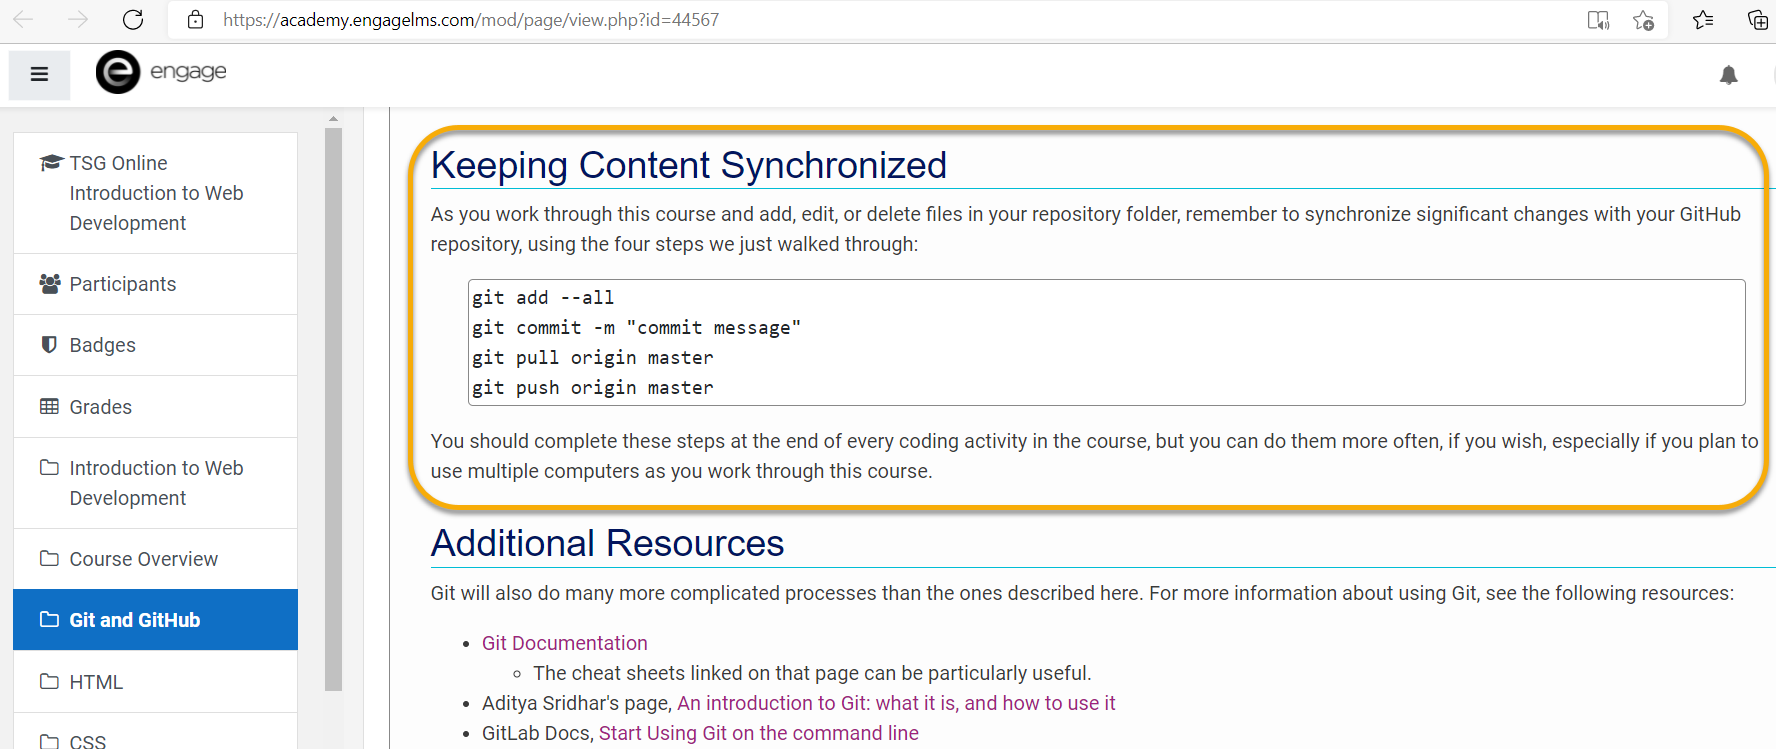 https://academy.engagelms.com/mod/page/view.php?id=44567
engage
TSG Online
Introduction to Web
Development
Participants
Badges
Grades
Introduction to Web
Development
Course Overview
Git and GitHub
HTML
CSS
Keeping Content Synchronized
As you work through this course and add, edit, or delete files in your repository folder, remember to synchronize significant changes with your GitHub
repository, using the four steps we just walked through:
git add --all
git commit -m "commit message"
git pull origin master
git push origin master
You should complete these steps at the end of every coding activity in the course, but you can do them more often, if you wish, especially if you plan to
use multiple computers as you work through this course.
Additional Resources
Git will also do many more complicated processes than the ones described here. For more information about using Git, see the following resources:
• Git Documentation
◦ The cheat sheets linked on that page can be particularly useful.
• Aditya Sridhar's page, An introduction to Git: what it is, and how to use it
• GitLab Docs, Start Using Git on the command line